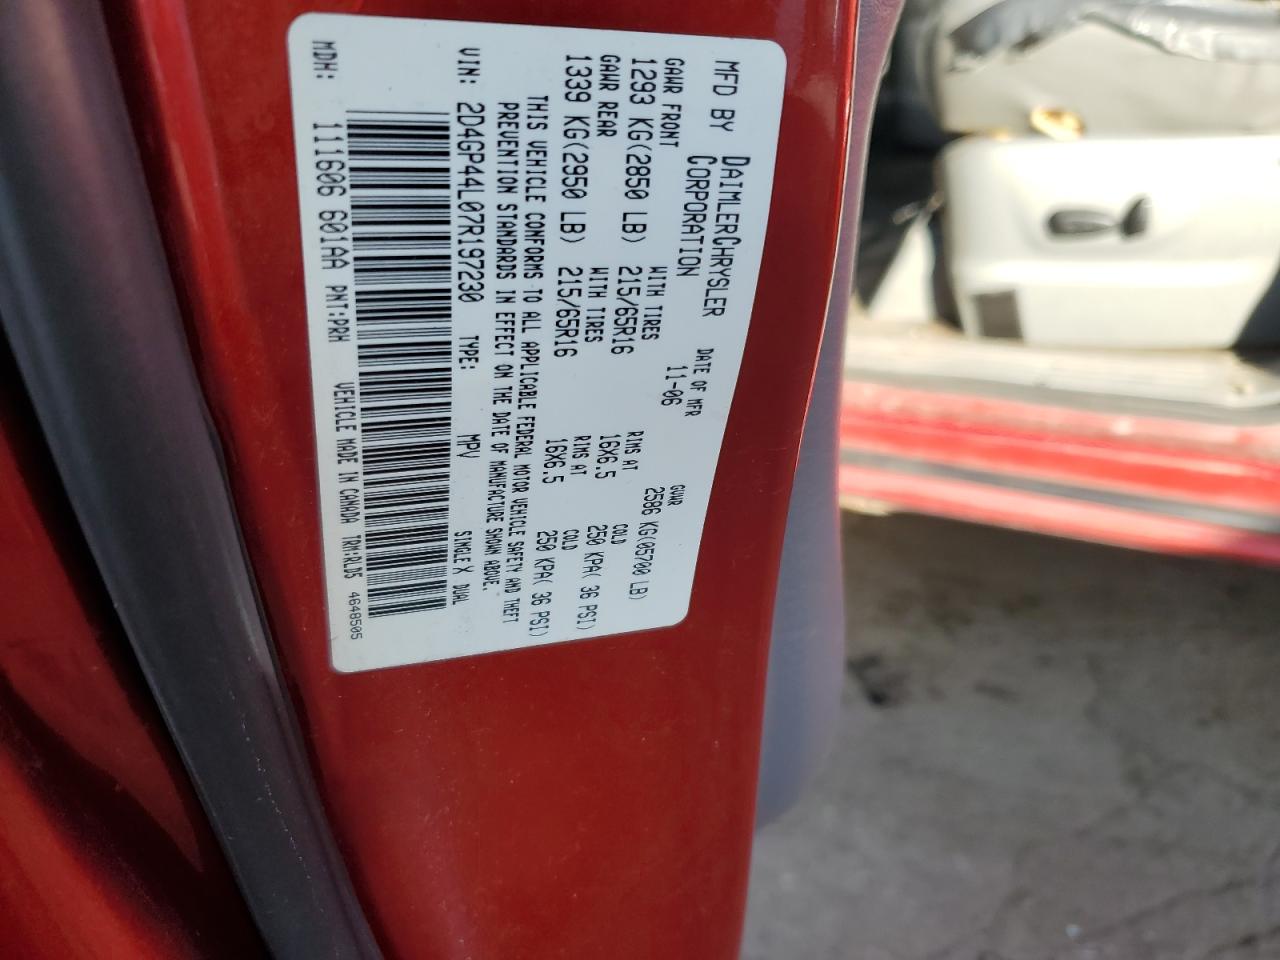 MFD BY DAIMLERCHRYSLER CORPORATION
DATE OF MFR
11-06
GVWR
2586 KG(05700 LB)
GAWR FRONT
1293 KG(2850 LB)
WITH TIRES
215/65R16
RIMS AT
16X6.5
COLD
250 KPA( 36 PSI)
GAWR REAR
1339 KG(2950 LB)
WITH TIRES
215/65R16
RIMS AT
16X6.5
COLD
250 KPA( 36 PSI)
THIS VEHICLE CONFORMS TO ALL APPLICABLE FEDERAL MOTOR VEHICLE SAFETY AND THEFT
PREVENTION STANDARDS IN EFFECT ON THE DATE OF MANUFACTURE SHOWN ABOVE.
VIN: 2D4GP44L07R197230 TYPE: MPV SINGLE X DUAL
MDH: 111606 601AA PNT:PRH VEHICLE MADE IN CANADA TRM:RLD5 4648505